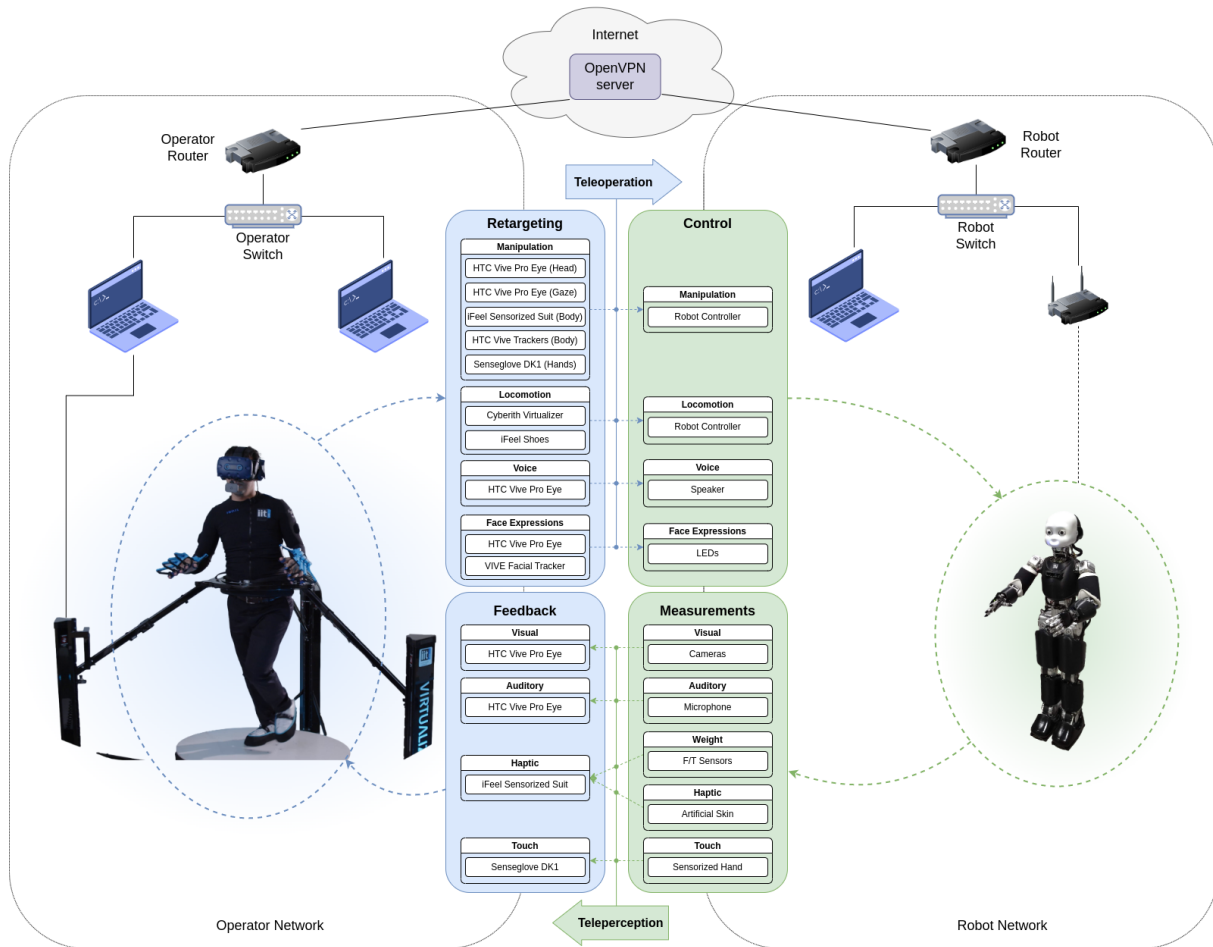 Internet
OpenVPN
server
Operator
Router
Robot
Router
Teleoperation
Operator
Switch
Robot
Switch
Retargeting
Manipulation
HTC Vive Pro Eye (Head)
HTC Vive Pro Eye (Gaze)
iFeel Sensorized Suit (Body)
HTC Vive Trackers (Body)
Senseglove DK1 (Hands)
Locomotion
Cyberith Virtualizer
iFeel Shoes
Voice
HTC Vive Pro Eye
Face Expressions
HTC Vive Pro Eye
VIVE Facial Tracker
Control
Manipulation
Robot Controller
Locomotion
Robot Controller
Voice
Speaker
Face Expressions
LEDs
Feedback
Visual
HTC Vive Pro Eye
Auditory
HTC Vive Pro Eye
Haptic
iFeel Sensorized Suit
Touch
Senseglove DK1
Measurements
Visual
Cameras
Auditory
Microphone
Weight
F/T Sensors
Haptic
Artificial Skin
Touch
Sensorized Hand
iit
iit
VIRTUALI
Teleperception
Operator Network
Robot Network